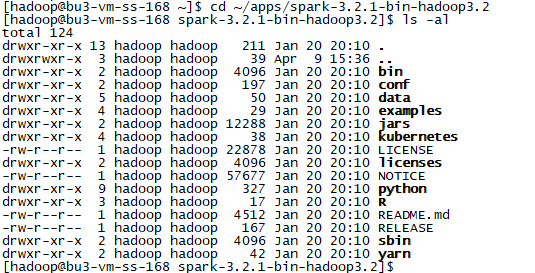 [hadoop@bu3-vm-ss-168 ~]$ cd ~/apps/spark-3.2.1-bin-hadoop3.2
[hadoop@bu3-vm-ss-168 spark-3.2.1-bin-hadoop3.2]$ ls -al
total 124
drwxr-xr-x 13 hadoop hadoop   211 Jan 20 20:10 .
drwxrwxr-x  3 hadoop hadoop    39 Apr  9 15:36 ..
drwxr-xr-x  2 hadoop hadoop  4096 Jan 20 20:10 bin
drwxr-xr-x  2 hadoop hadoop   197 Jan 20 20:10 conf
drwxr-xr-x  5 hadoop hadoop    50 Jan 20 20:10 data
drwxr-xr-x  4 hadoop hadoop    29 Jan 20 20:10 examples
drwxr-xr-x  2 hadoop hadoop 12288 Jan 20 20:10 jars
drwxr-xr-x  4 hadoop hadoop    38 Jan 20 20:10 kubernetes
-rw-r--r--  1 hadoop hadoop 22878 Jan 20 20:10 LICENSE
drwxr-xr-x  2 hadoop hadoop  4096 Jan 20 20:10 licenses
-rw-r--r--  1 hadoop hadoop 57677 Jan 20 20:10 NOTICE
drwxr-xr-x  9 hadoop hadoop   327 Jan 20 20:10 python
drwxr-xr-x  3 hadoop hadoop    17 Jan 20 20:10 R
-rw-r--r--  1 hadoop hadoop  4512 Jan 20 20:10 README.md
-rw-r--r--  1 hadoop hadoop   167 Jan 20 20:10 RELEASE
drwxr-xr-x  2 hadoop hadoop  4096 Jan 20 20:10 sbin
drwxr-xr-x  2 hadoop hadoop    42 Jan 20 20:10 yarn
[hadoop@bu3-vm-ss-168 spark-3.2.1-bin-hadoop3.2]$